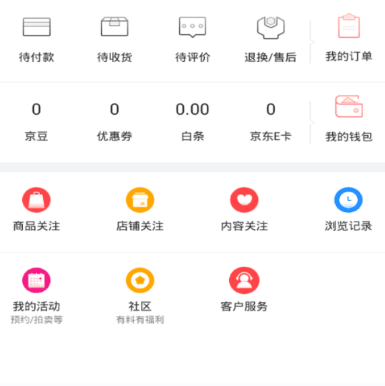 待付款 待收货 待评价 退换/售后 我的订单
0 0 0.00 0
京豆 优惠券 白条 京东E卡 我的钱包
商品关注 店铺关注 内容关注 浏览记录
我的活动 社区 客户服务
预约/拍卖等 有料有福利